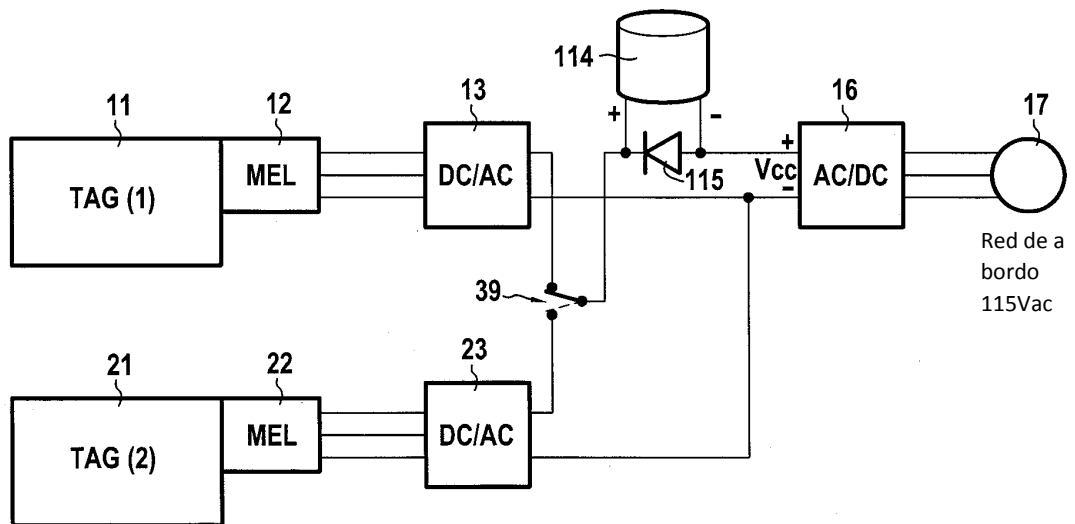 114
11
12
13
16
17
+
-
TAG (1)
MEL
DC/AC
115
+
Vcc
-
AC/DC
Red de a
bordo
115Vac
39
21
22
23
TAG (2)
MEL
DC/AC